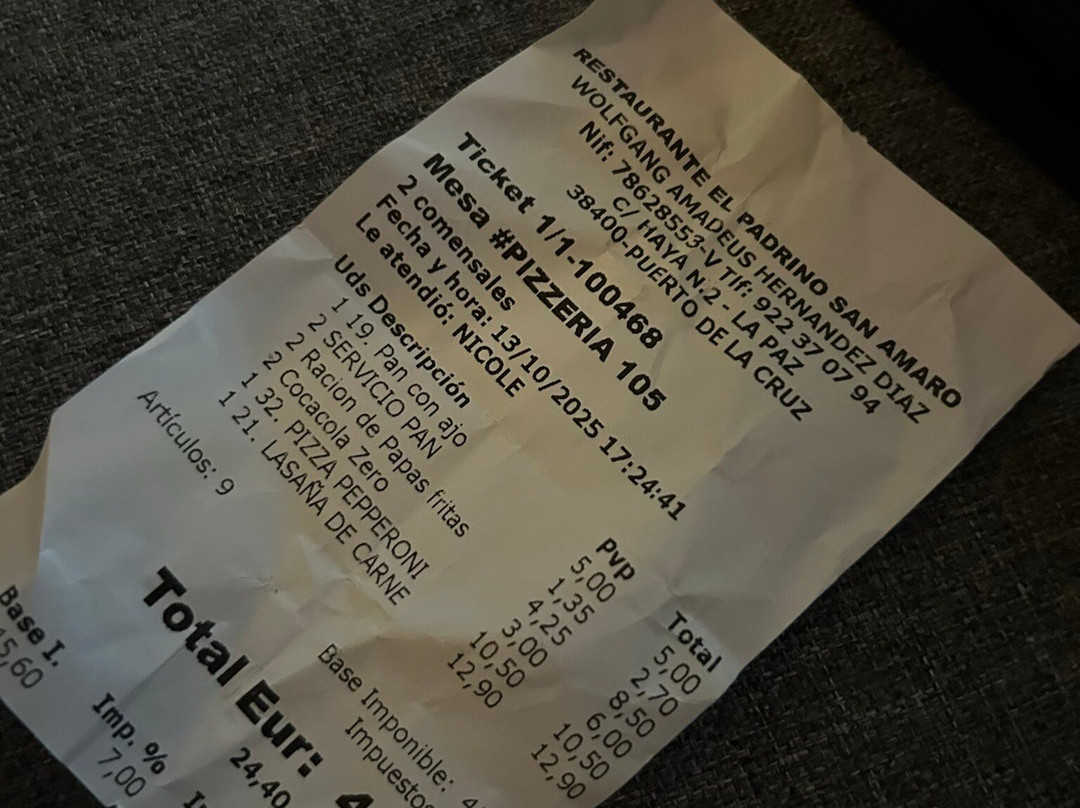 RESTAURANTE EL PADRINO SAN AMARO
WOLFGANG AMADEUS HERNANDEZ DIAZ
Nif: 78628553-V Tlf: 922 37 07 94
C/ HAYA N.2 - LA PAZ
38400-PUERTO DE LA CRUZ
Ticket 1/1-100468
Mesa #PIZZERIA 105
2 comensales
Fecha y hora: 13/10/2025 17:24:41
Le atendió: NICOLE
Uds Descripción Pvp Total
1 19. Pan con ajo 5,00 5,00
2 SERVICIO PAN 1,35 2,70
2 Racion de Papas fritas 4,25 8,50
2 Cocacola Zero 3,00 6,00
1 32. PIZZA PEPPERONI 10,50 10,50
1 21. LASAÑA DE CARNE 12,90 12,90
Artículos: 9
Base Imponible:
Impuestos
Total Eur:
Base I. Imp. %
15,60 7,00
24,40